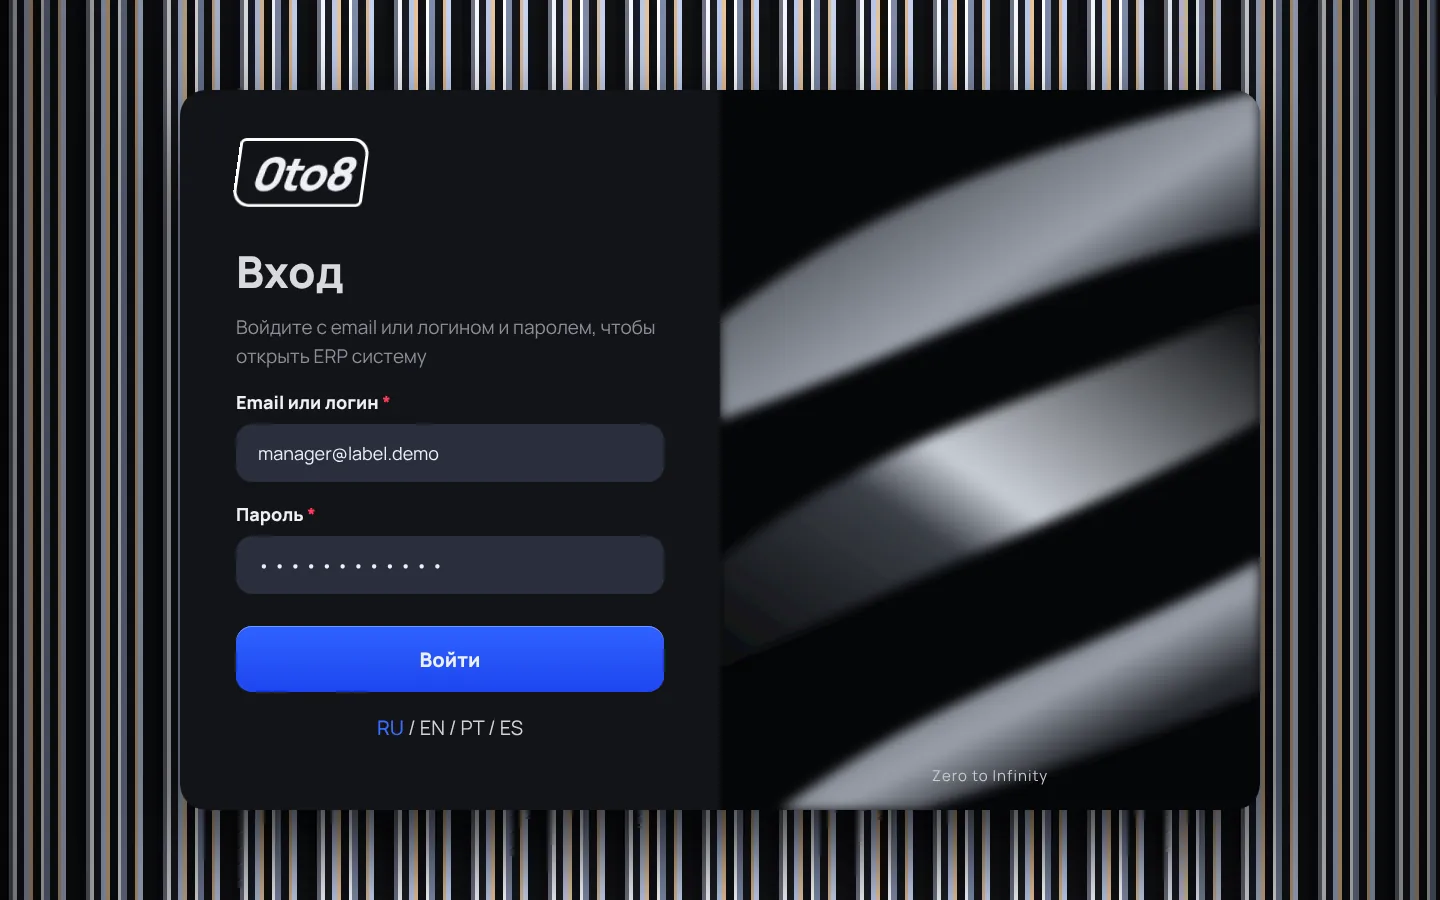 0to8
Вход
Войдите с email или логином и паролем, чтобы
открыть ERP систему
Email или логин *
manager@label.demo
Пароль *
••••••••••••
Войти
RU / EN / PT / ES
Zero to Infinity